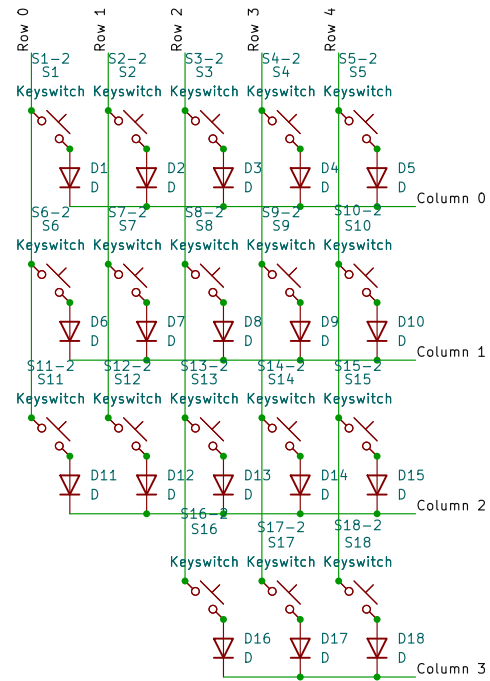 Row 0 Row 1 Row 2 Row 3 Row 4
S1-2 S2-2 S3-2 S4-2 S5-2
S1 S2 S3 S4 S5
Keyswitch Keyswitch Keyswitch Keyswitch Keyswitch
D1 D2 D3 D4 D5
D D D D D
Column 0
S6-2 S7-2 S8-2 S9-2 S10-2
S6 S7 S8 S9 S10
Keyswitch Keyswitch Keyswitch Keyswitch Keyswitch
D6 D7 D8 D9 D10
D D D D D
Column 1
S11-2 S12-2 S13-2 S14-2 S15-2
S11 S12 S13 S14 S15
Keyswitch Keyswitch Keyswitch Keyswitch Keyswitch
D11 D12 D13 D14 D15
D D D D D
Column 2
S16-2 S17-2 S18-2
S16 S17 S18
Keyswitch Keyswitch Keyswitch
D16 D17 D18
D D D
Column 3